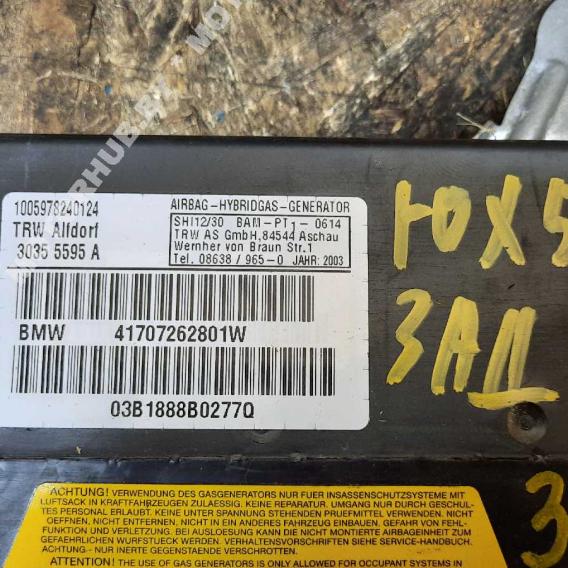 1005978240124
TRW Alfdorf
3035 5595 A
AIRBAG-HYBRIDGAS-GENERATOR
SHI12/30 BAM-PT1-0614
TRW AS GmbH, 84544 Aschau
Wernher von Braun Str.1
Tel. 08638 / 965-0 JAHR: 2003
BMW 41707262801W
03B1888B0277Q
ЮХ5
ЗАЛ
3
ACHTUNG! VERWENDUNG DES GASGENERATORS NUR FUER INSASSENSCHUTZSYSTEME MIT
LUFTSACK IN KRAFTFAHRZEUGEN ZULAESSIG. KEINE REPARATUR. UMGANG NUR DURCH GESCHUL-
TES PERSONAL ERLAUBT. KEINE UNTER SPANNUNG STEHENDEN PRUEFMITTEL VERWENDEN. NICHT
OEFFNEN, NICHT ENTFERNEN, NICHT IN EIN ANDERES FAHRZEUG EINBAUEN. GEFAHR VON FEHL-
FUNKTION UND VERLETZUNG. BEI AUSLOESUNG KANN DIE NICHT MONTIERTE AIRBAGEINHEIT ZUM
GEFAEHRLICHEN WURFSTUECK WERDEN. VERHALTENSVORSCHRIFTEN SIEHE SERVICE-HANDBUCH.
ACHTUNG - NUR INERTE GEGENSTAENDE VERSCHROTTEN.
ATTENTION! THE USE OF GAS GENERATORS IS ONLY ALLOWED FOR OCCUPANT SYSTEMS IN